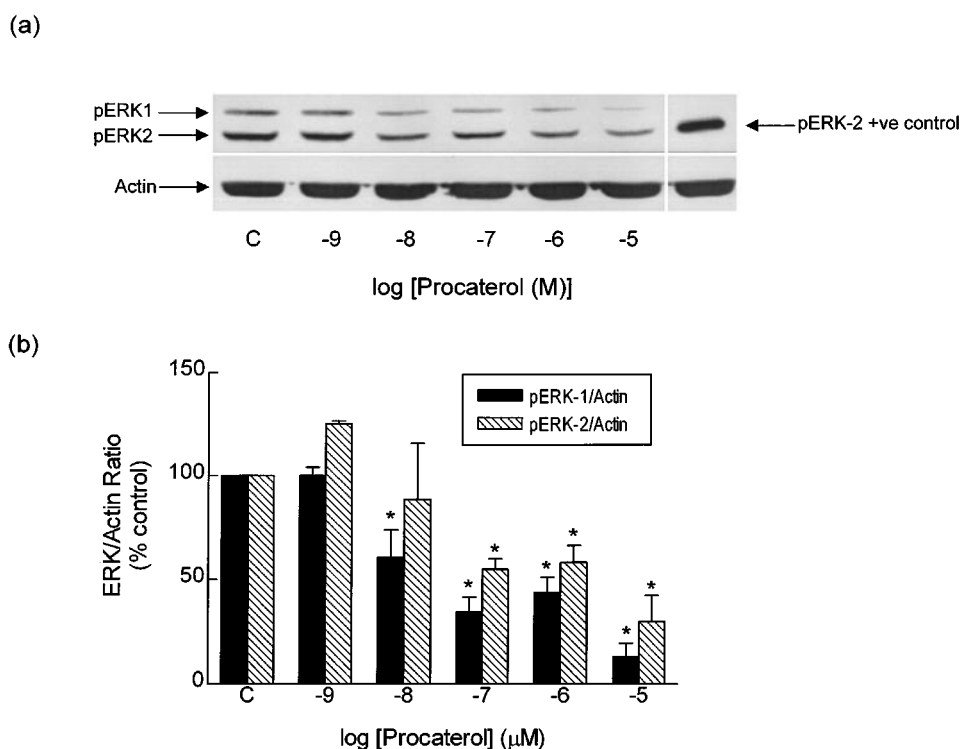 (a)
pERK1
pERK2
pERK-2 +ve control
Actin
C -9 -8 -7 -6 -5
log [Procaterol (M)]
(b)
150
pERK-1/Actin
pERK-2/Actin
100
50
0
ERK/Actin Ratio
(% control)
* * * * * * *
C -9 -8 -7 -6 -5
log [Procaterol] (μM)